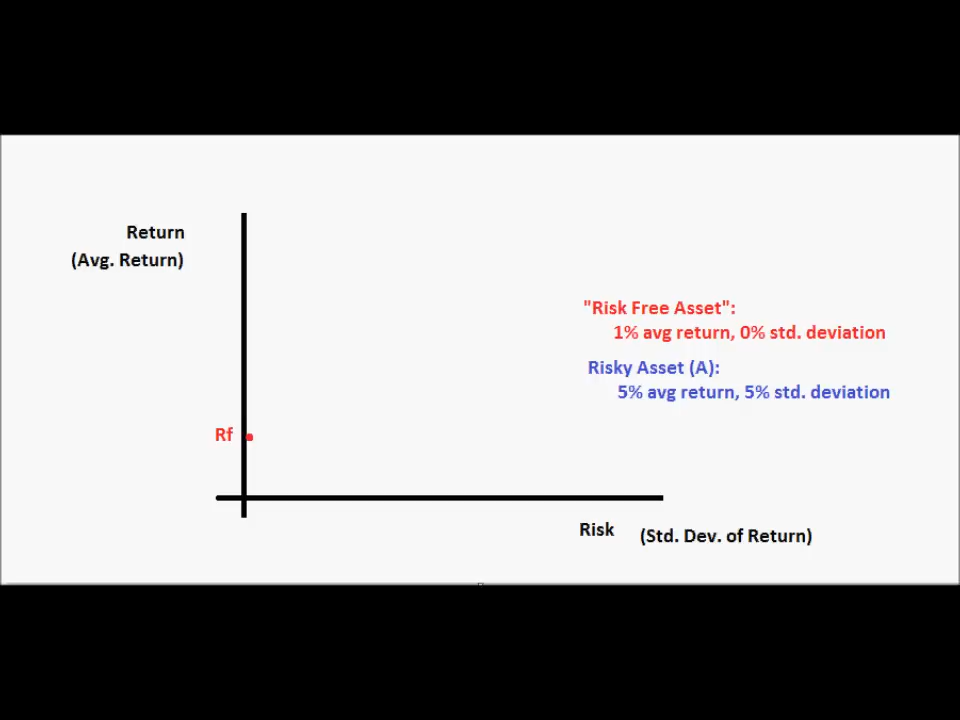 Return
(Avg. Return)
"Risk Free Asset":
1% avg return, 0% std. deviation
Risky Asset (A):
5% avg return, 5% std. deviation
Rf
Risk (Std. Dev. of Return)